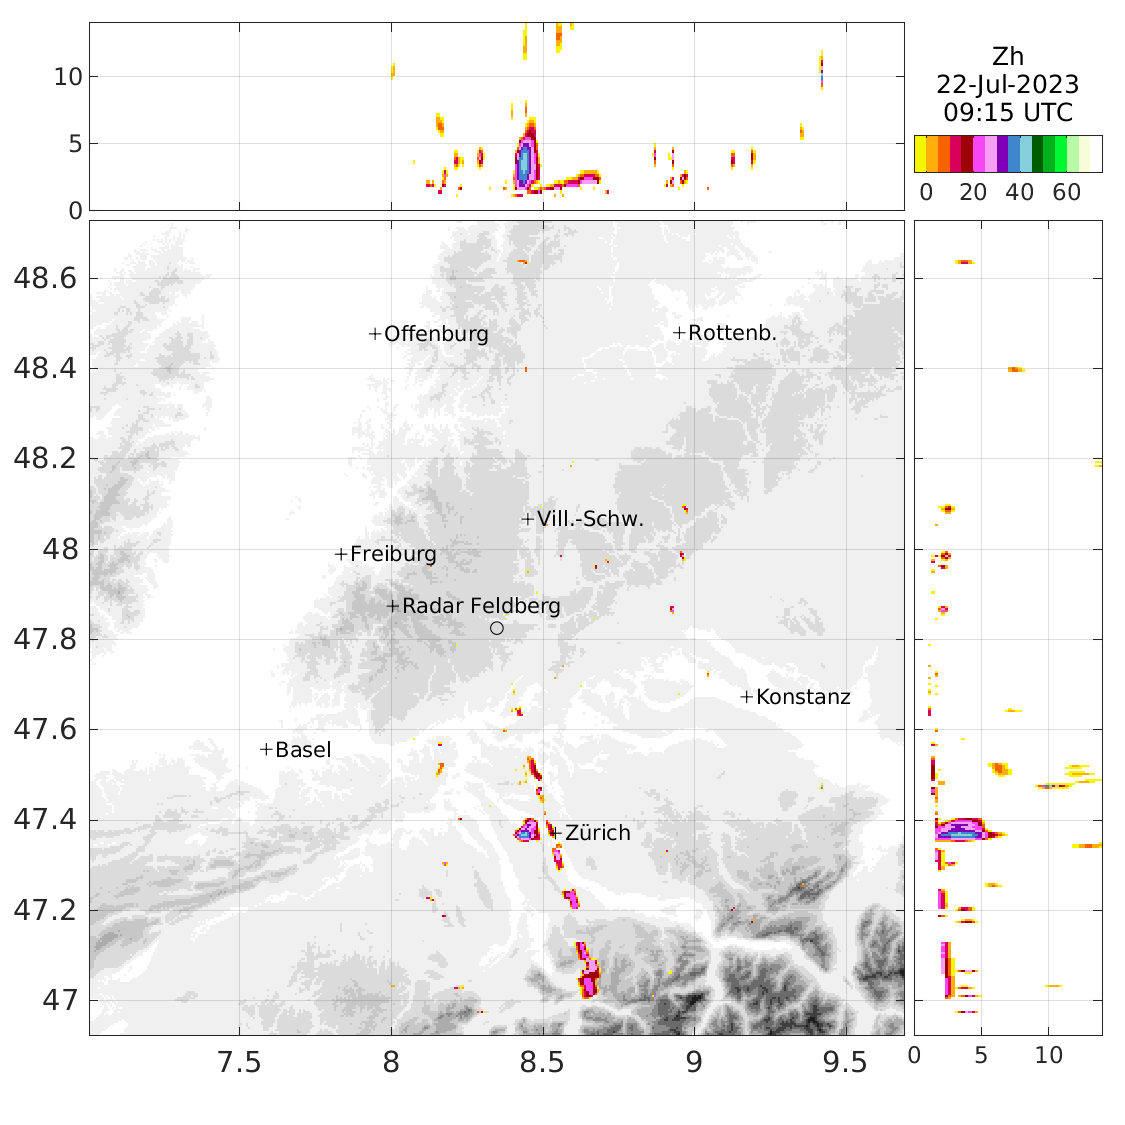 10
5
0
Zh
22-Jul-2023
09:15 UTC
0 20 40 60
48.6
48.4
48.2
48
47.8
47.6
47.4
47.2
47
+Offenburg
+Rottenb.
+Vill.-Schw.
+Freiburg
+Radar Feldberg
+Konstanz
+Basel
+Zürich
7.5 8 8.5 9 9.5
0 5 10